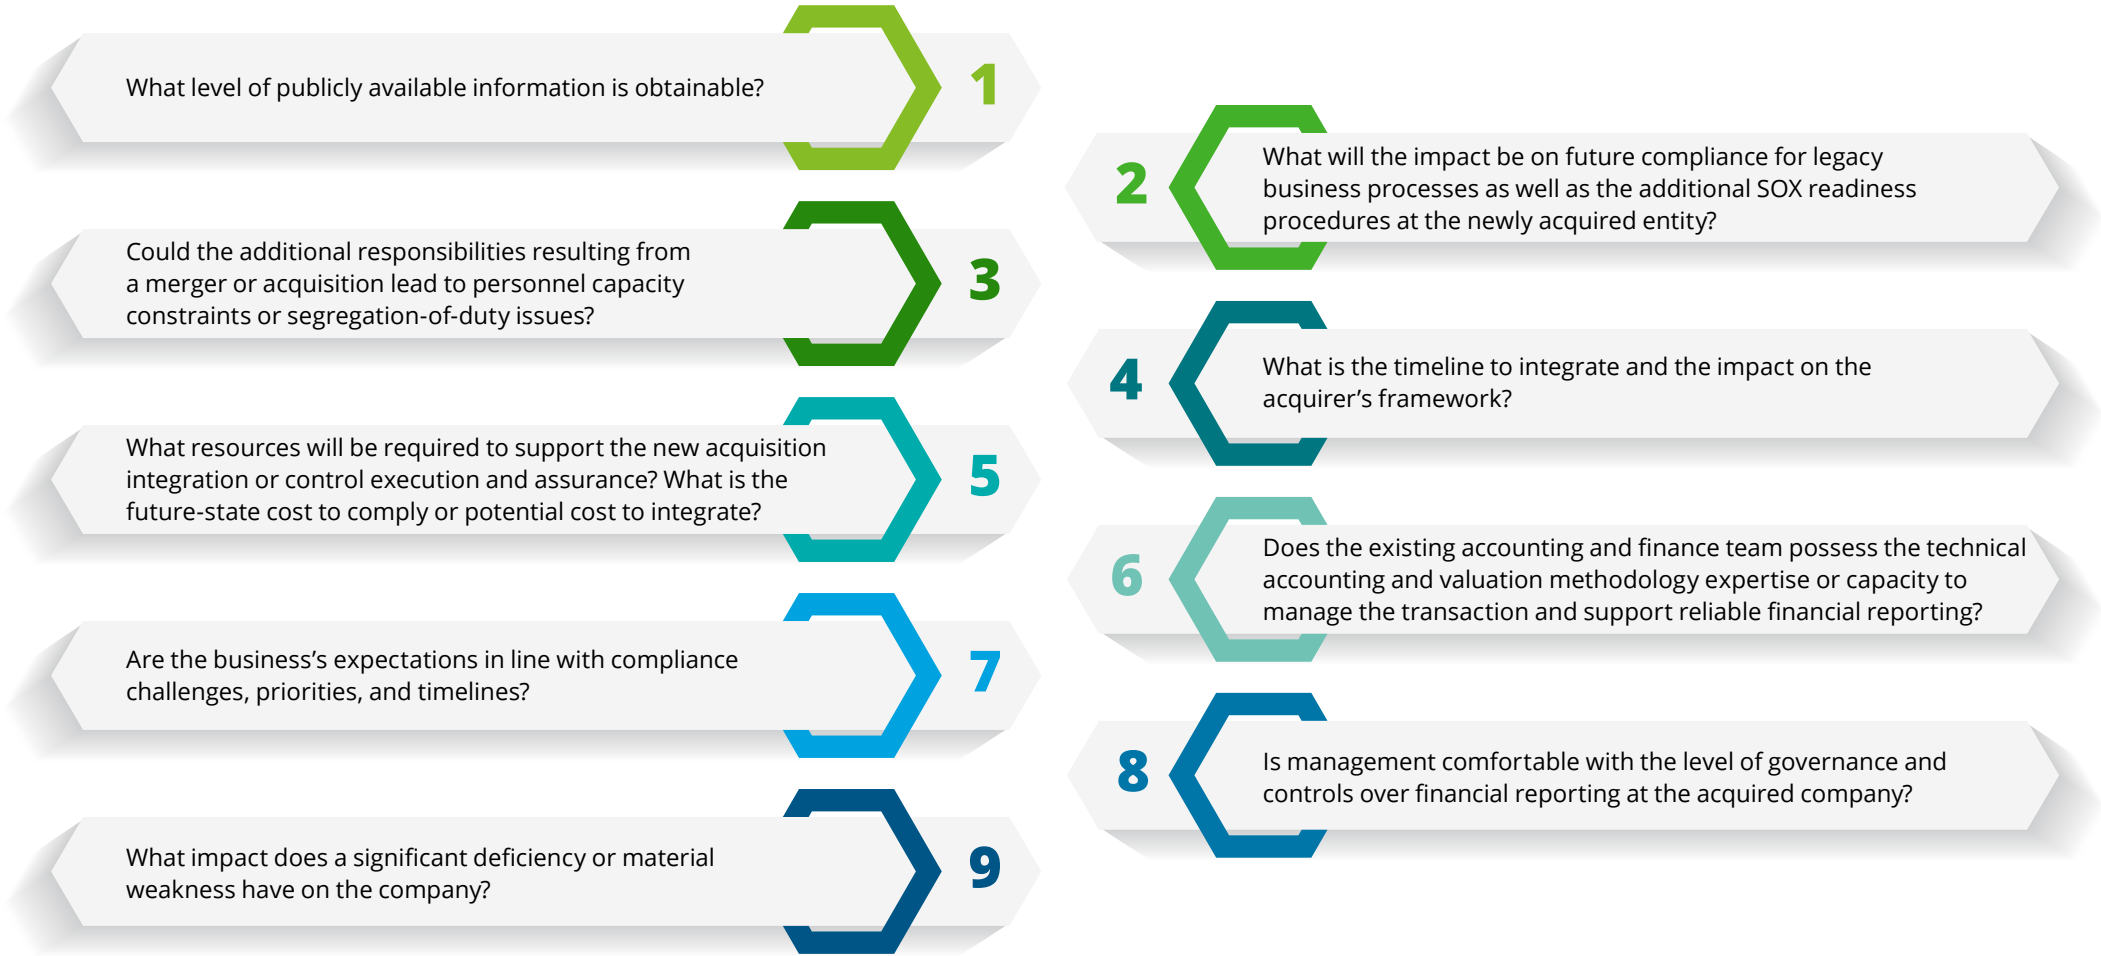 What level of publicly available information is obtainable?
1
2
What will the impact be on future compliance for legacy
business processes as well as the additional SOX readiness
procedures at the newly acquired entity?
Could the additional responsibilities resulting from
a merger or acquisition lead to personnel capacity
constraints or segregation-of-duty issues?
3
4
What is the timeline to integrate and the impact on the
acquirer’s framework?
What resources will be required to support the new acquisition
integration or control execution and assurance? What is the
future-state cost to comply or potential cost to integrate?
5
6
Does the existing accounting and finance team possess the technical
accounting and valuation methodology expertise or capacity to
manage the transaction and support reliable financial reporting?
Are the business’s expectations in line with compliance
challenges, priorities, and timelines?
7
8
Is management comfortable with the level of governance and
controls over financial reporting at the acquired company?
What impact does a significant deficiency or material
weakness have on the company?
9